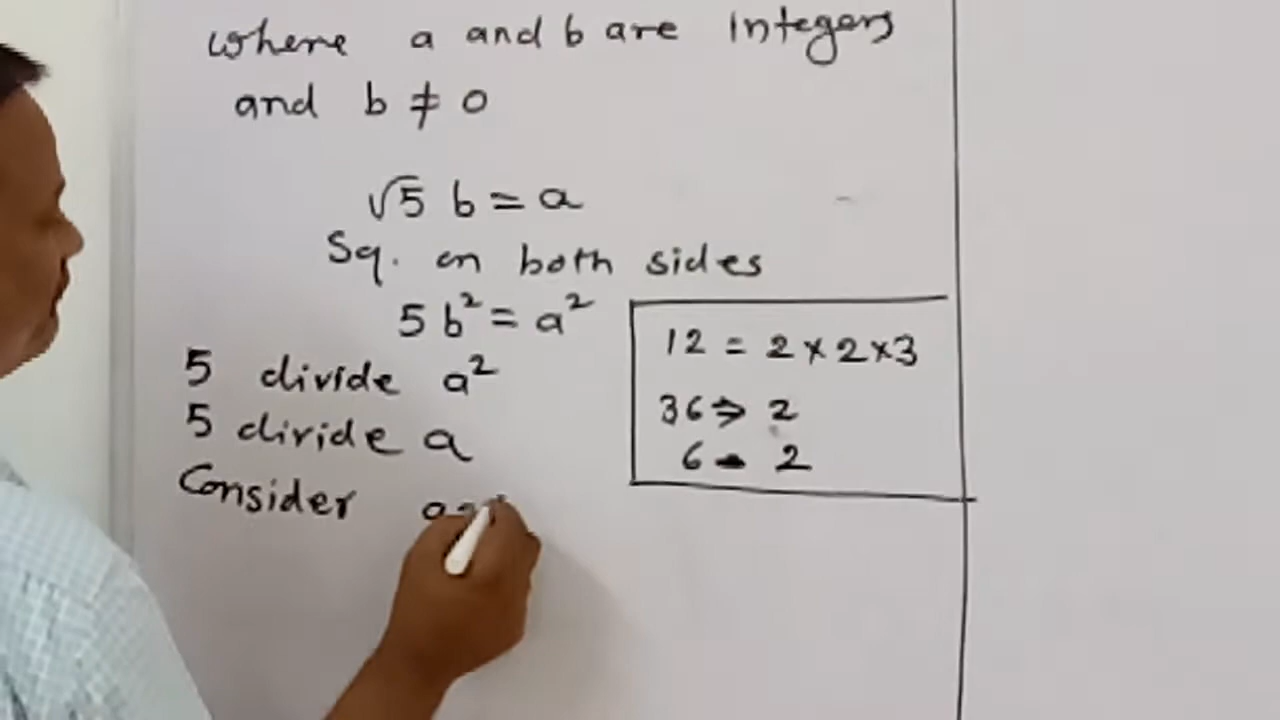 where a and b are integers
and b ≠ 0
√5 b = a
Sq. on both sides
5 b² = a²
5 divide a²
5 divide a
Consider a =
12 = 2 × 2 × 3
36 ⇒ 2
6 - 2